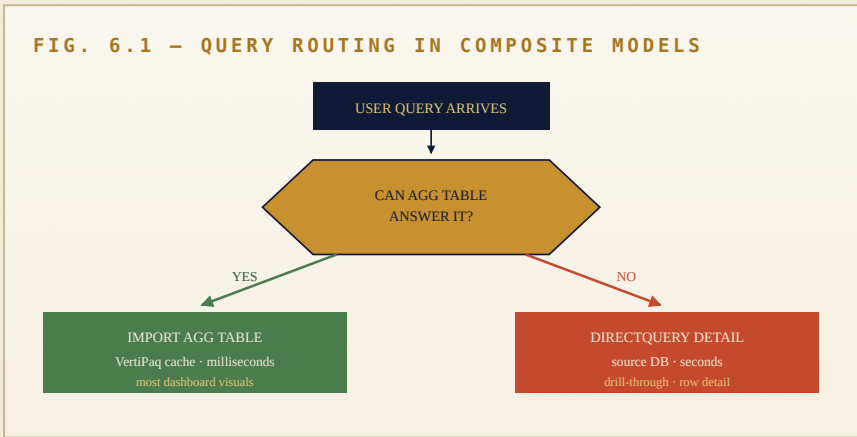 FIG. 6.1 — QUERY ROUTING IN COMPOSITE MODELS
USER QUERY ARRIVES
CAN AGG TABLE
ANSWER IT?
YES
NO
IMPORT AGG TABLE
VertiPaq cache · milliseconds
most dashboard visuals
DIRECTQUERY DETAIL
source DB · seconds
drill-through · row detail